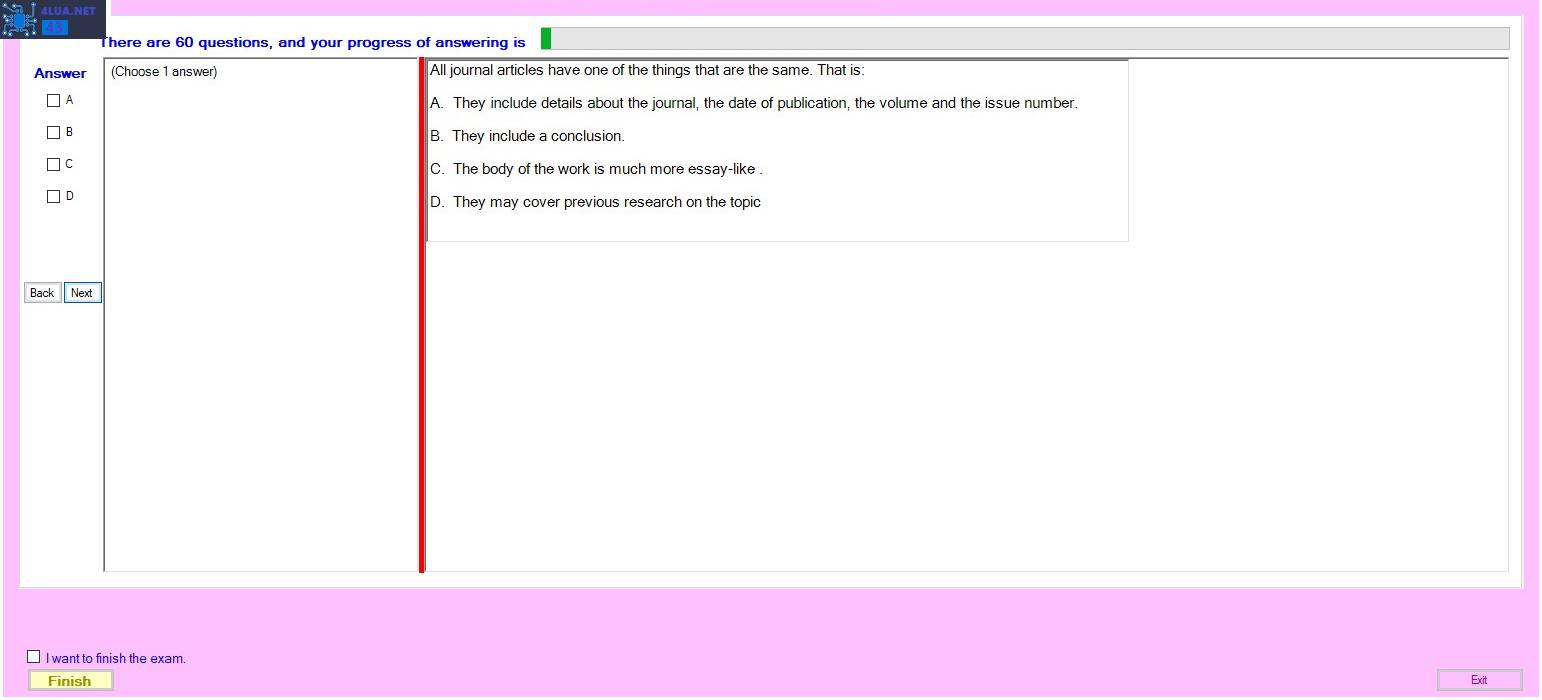 4LUA.NET
43
There are 60 questions, and your progress of answering is
Answer
A
B
C
D
Back Next
(Choose 1 answer)
All journal articles have one of the things that are the same. That is:
A. They include details about the journal, the date of publication, the volume and the issue number.
B. They include a conclusion.
C. The body of the work is much more essay-like .
D. They may cover previous research on the topic
I want to finish the exam.
Finish
Exit